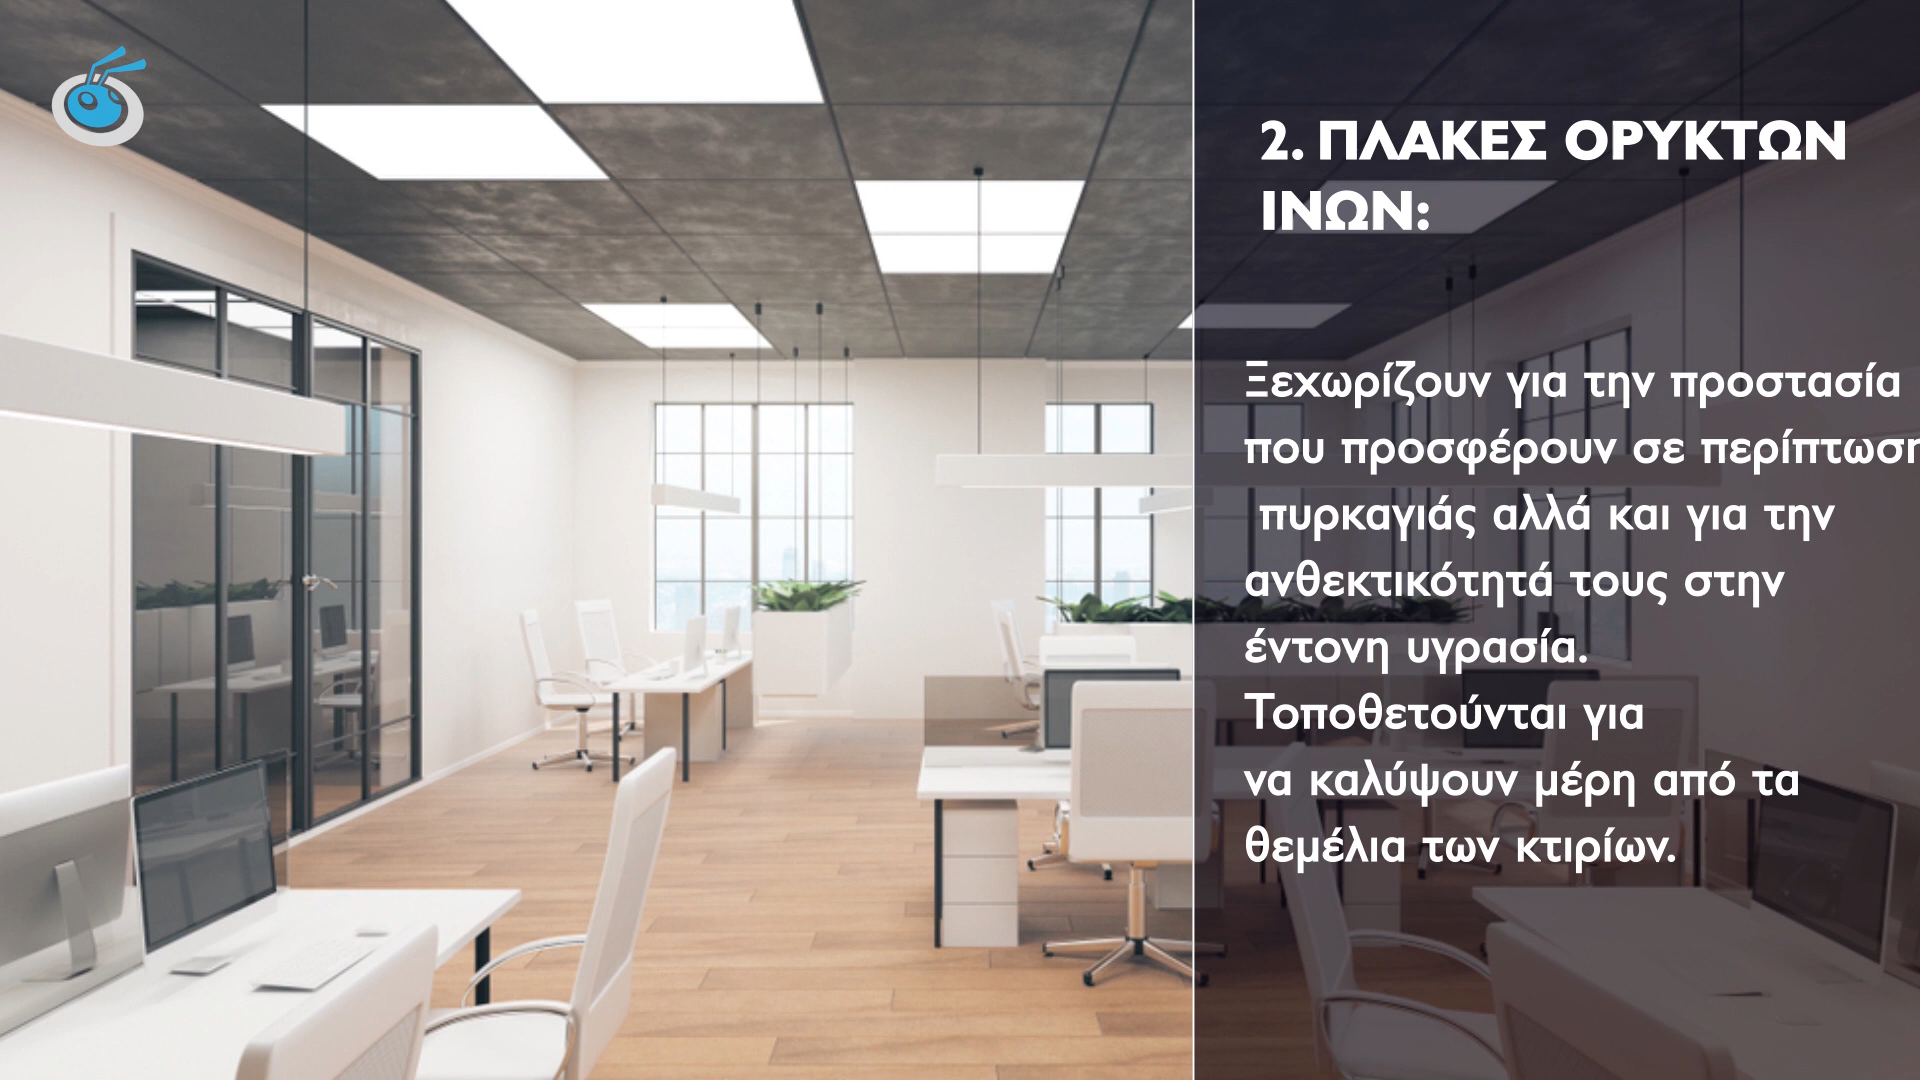 2. ΠΛΑΚΕΣ ΟΡΥΚΤΩΝ
ΙΝΩΝ:
Ξεχωρίζουν για την προστασία
που προσφέρουν σε περίπτωση
πυρκαγιάς αλλά και για την
ανθεκτικότητά τους στην
έντονη υγρασία.
Τοποθετούνται για
να καλύψουν μέρη από τα
θεμέλια των κτιρίων.